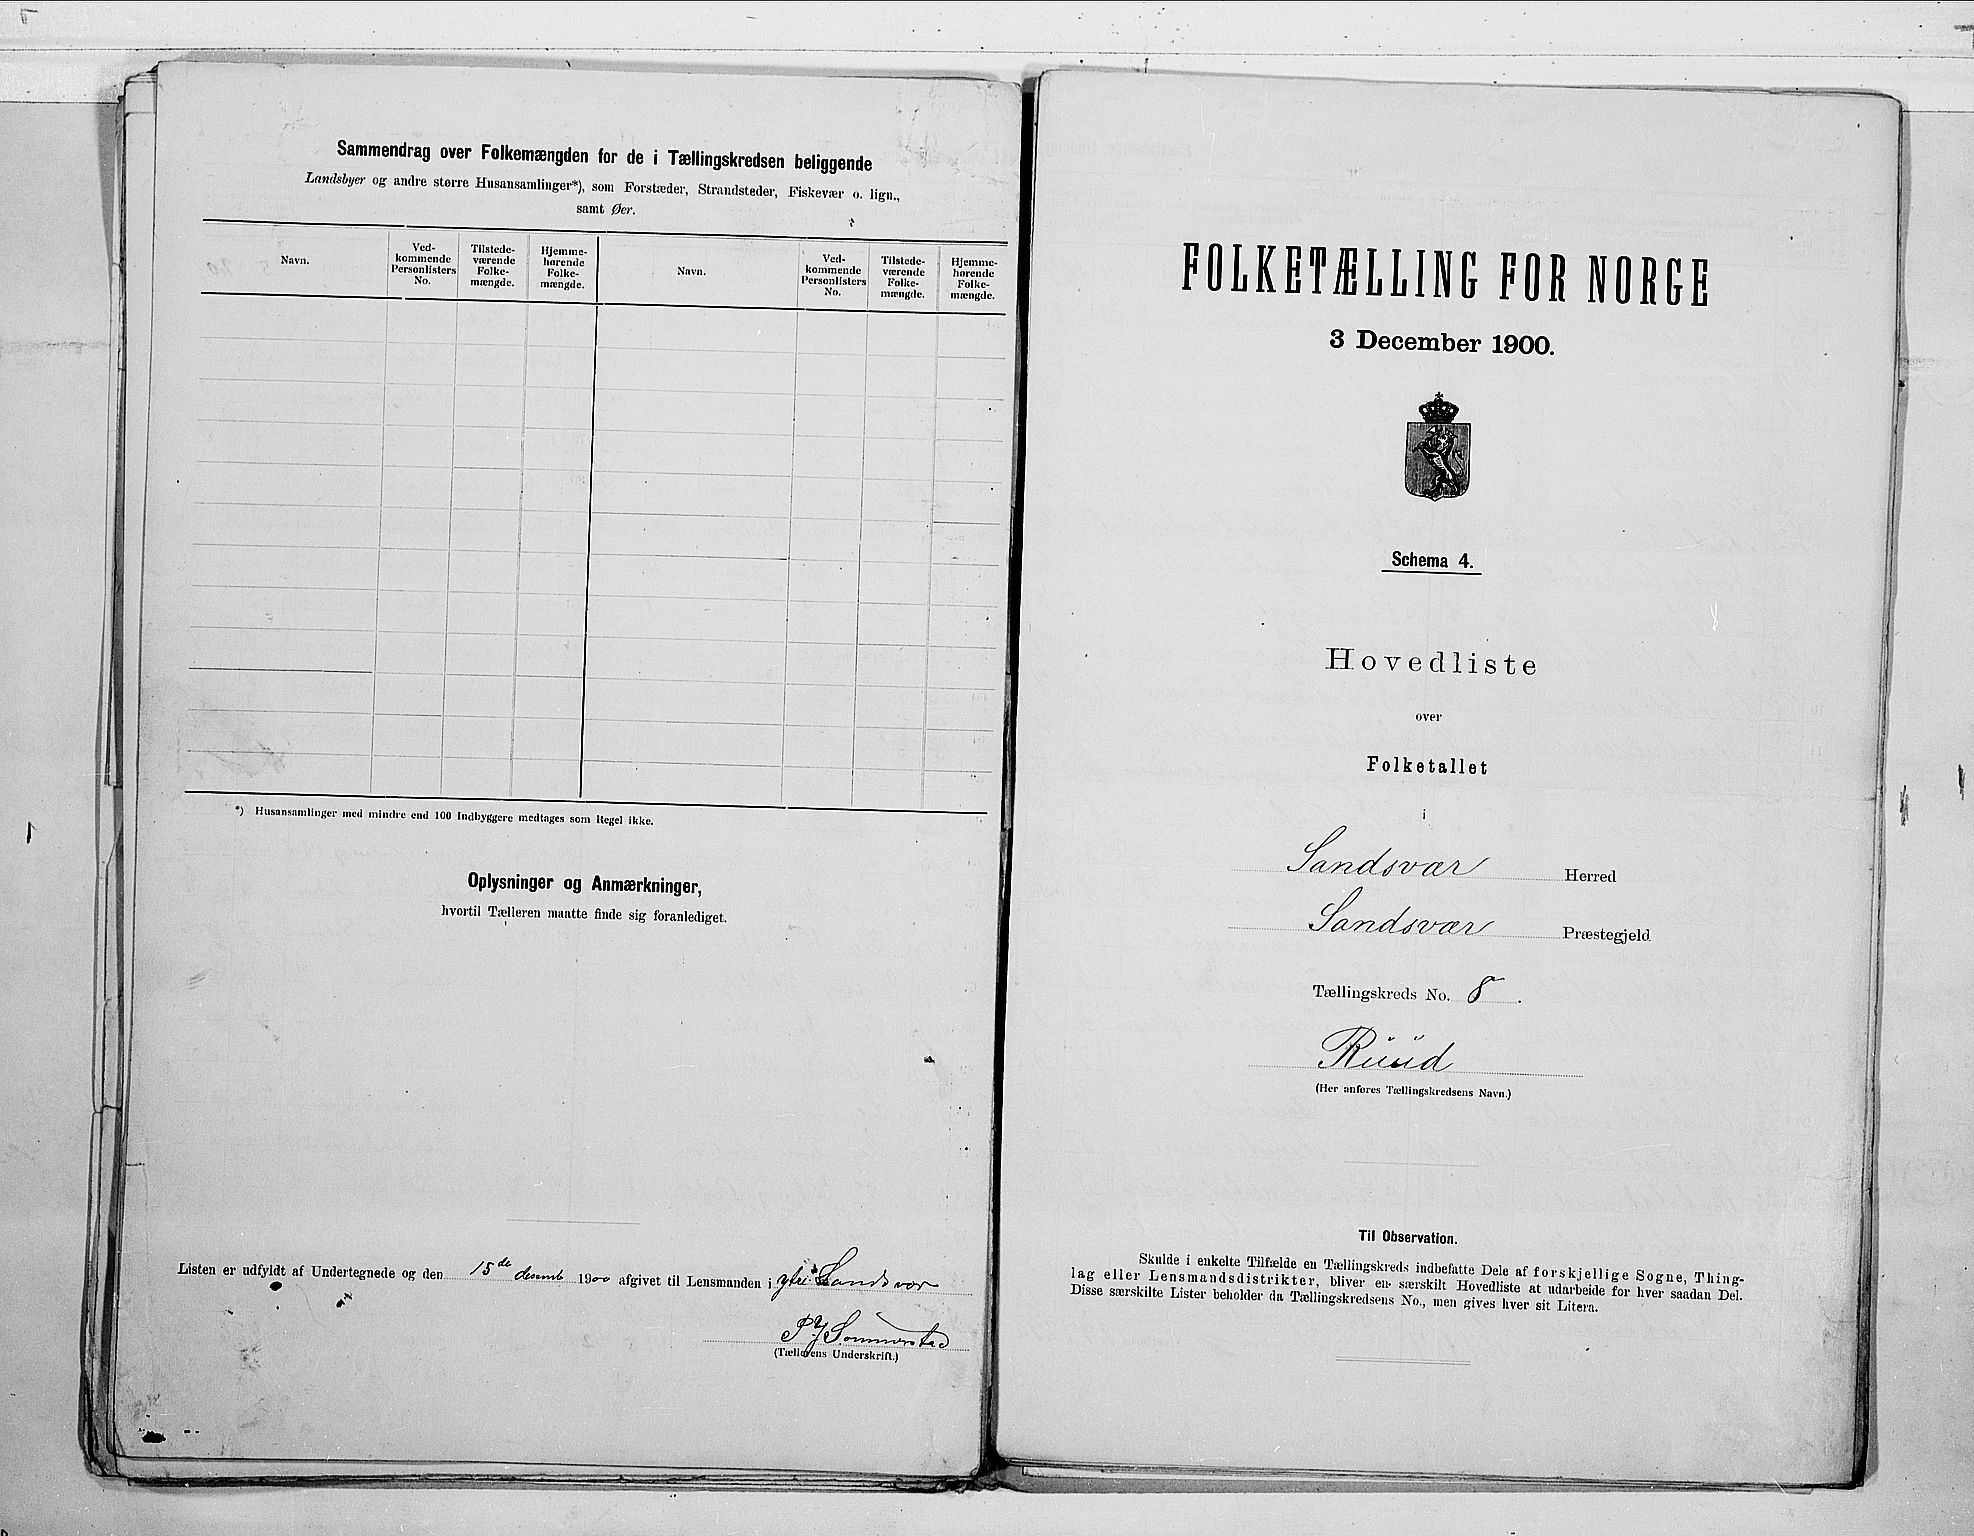 Sammendrag over Folkemængden for de i Tællingskredsen beliggende
Landsbyer og andre større Husansamlinger*), som Forstæder, Strandsteder, Fiskevær o. lign.,
samt Øer.
Navn.
Ved-
kommende
Personlisters
No.
Tilstede-
værende
Folke-
mængde.
Hjemme-
hørende
Folke-
mængde.
Navn.
Ved-
kommende
Personlisters
No.
Tilstede-
værende
Folke-
mængde.
Hjemme-
hørende
Folke-
mængde.
*) Husansamlinger med mindre end 100 Indbyggere medtages som Regel ikke.
Oplysninger og Anmærkninger,
hvortil Tælleren maatte finde sig foranlediget.
Listen er udfyldt af Undertegnede og den 15de desemb 1900 afgivet til Lensmanden i Sandsvær
P Y Sommerstad
(Tællerens Underskrift.)
FOLKETÆLLING FOR NORGE
3 December 1900.
Schema 4.
Hovedliste
over
Folketallet
i
Sandsvær Herred
Sandsvær Præstegjeld
Tællingskreds No. 8.
Ruud
(Her anføres Tællingskredsens Navn.)
Til Observation.
Skulde i enkelte Tilfælde en Tællingskreds indbefatte Dele af forskjellige Sogne, Thing-
lag eller Lensmandsdistrikter, bliver en særskilt Hovedliste at udarbeide for hver saadan Del.
Disse særskilte Lister beholder da Tællingskredsens No., men gives hver sit Litera.